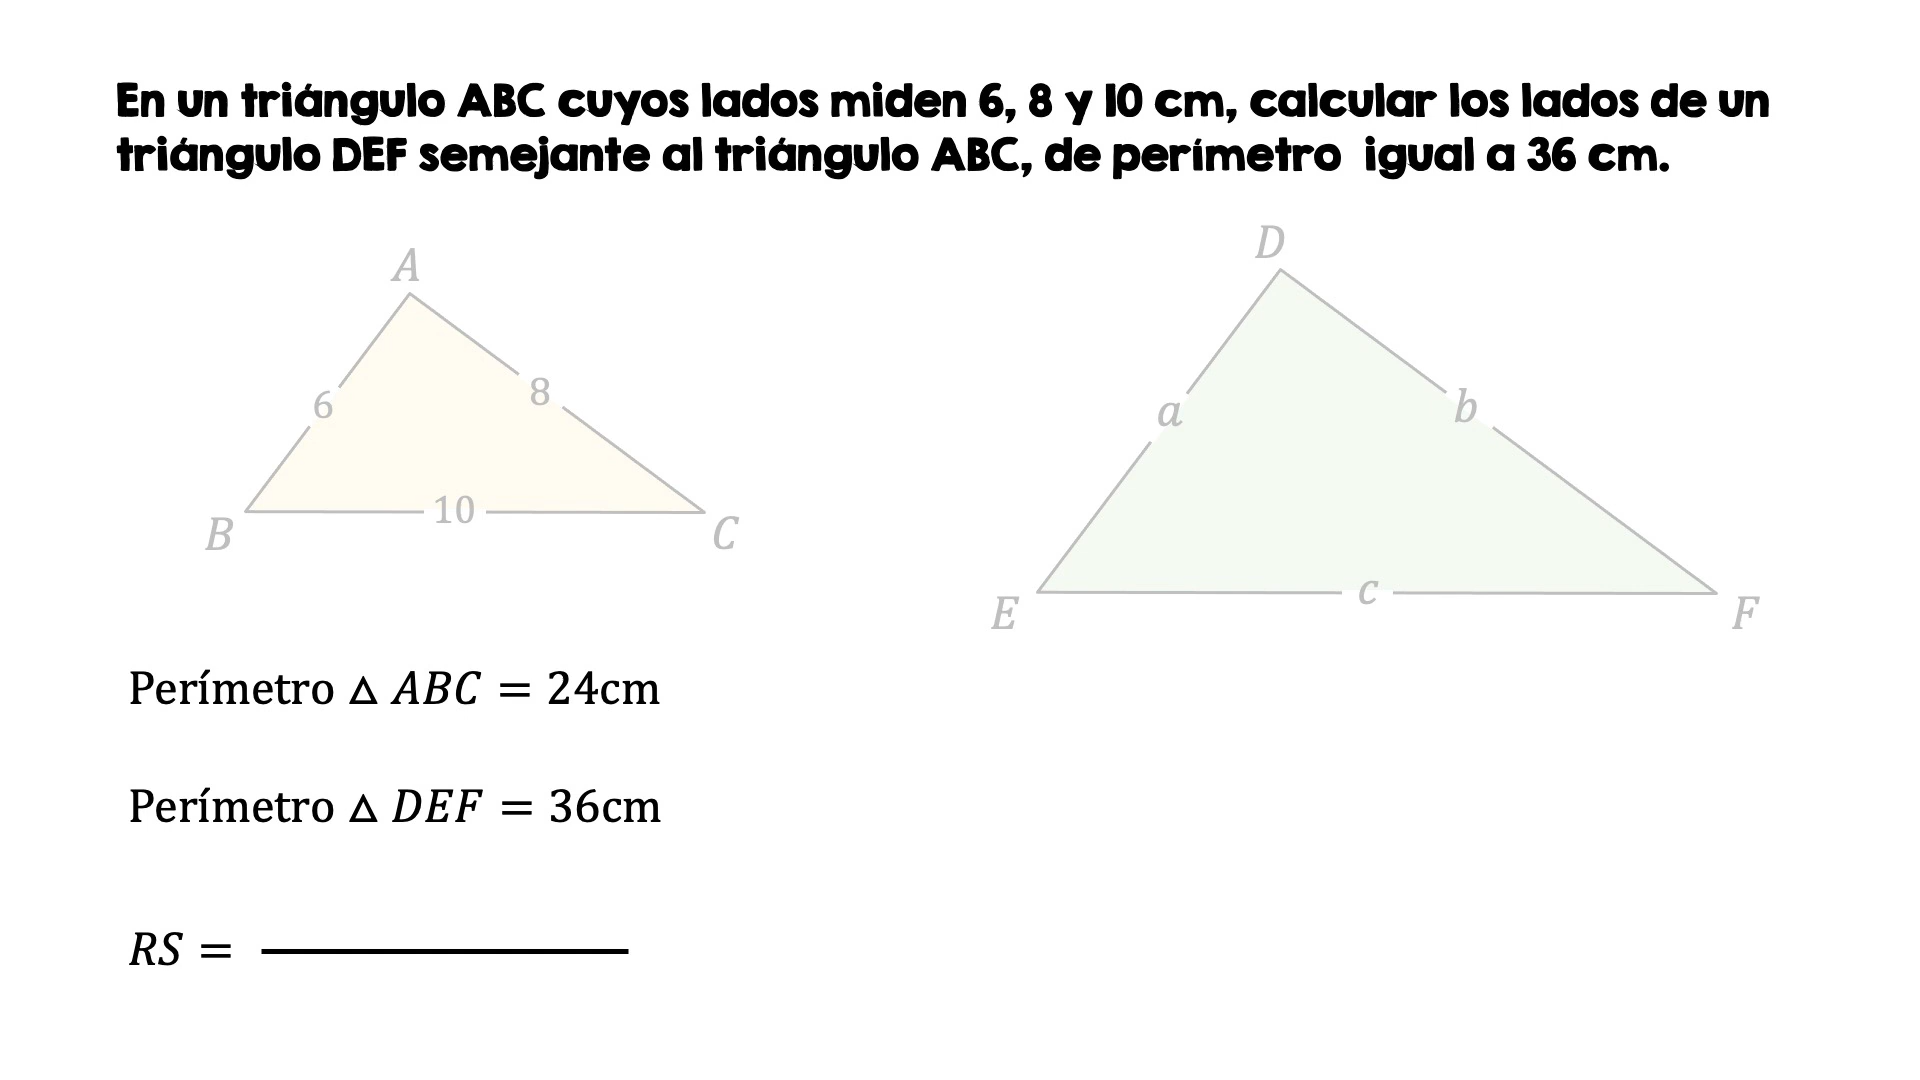 En un triángulo ABC cuyos lados miden 6, 8 y 10 cm, calcular los lados de un
triángulo DEF semejante al triángulo ABC, de perímetro igual a 36 cm.
A
6
8
10
B
C
D
a
b
c
E
F
Perímetro △ ABC = 24cm
Perímetro △ DEF = 36cm
RS =